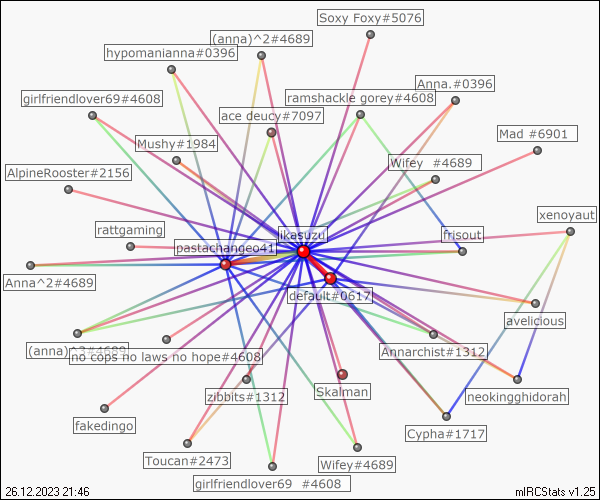 Soxy Foxy#5076
(anna)^2#4689
hypomanianna#0396
Anna.#0396
girlfriendlover69#4608
ramshackle gorey#4608
ace deucy#7097
Mushy#1984
Mad #6901
Wifey #4689
AlpineRooster#2156
xenoyaut
rattgaming
likasuzu
frisout
pastachangeo41
Anna^2#4689
default#0617
avelicious
(anna)^3#4689
no cops no laws no hope#4608
Annarchist#1312
zibbits#1312
Skalman
neokingghidorah
fakedingo
Cypha#1717
Toucan#2473
Wifey#4689
girlfriendlover69 #4608
26.12.2023 21:46
mIRCStats v1.25